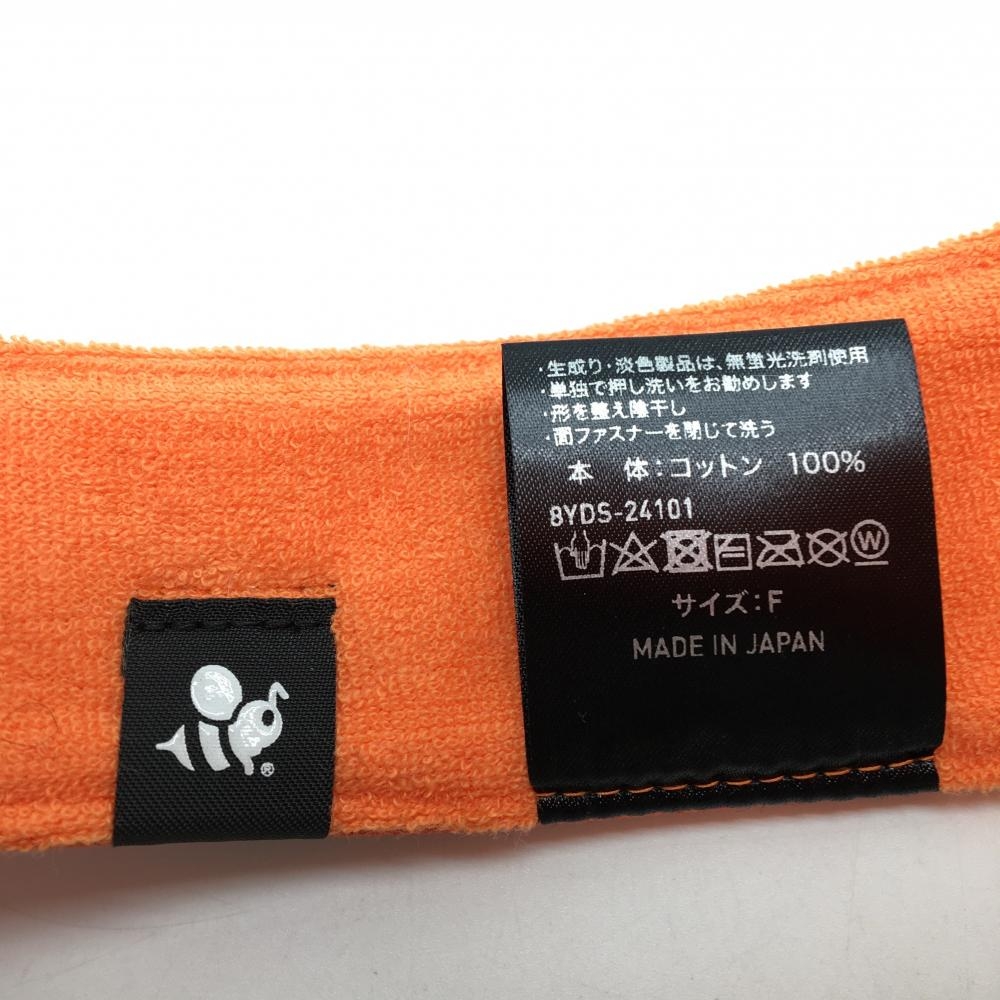 ・生成り・淡色製品は、無蛍光洗剤使用
・単独で押し洗いをお勧めします
・形を整え陰干し
・面ファスナーを閉じて洗う
本 体：コットン 100%
8YDS-24101
W
サイズ：F
MADE IN JAPAN
®